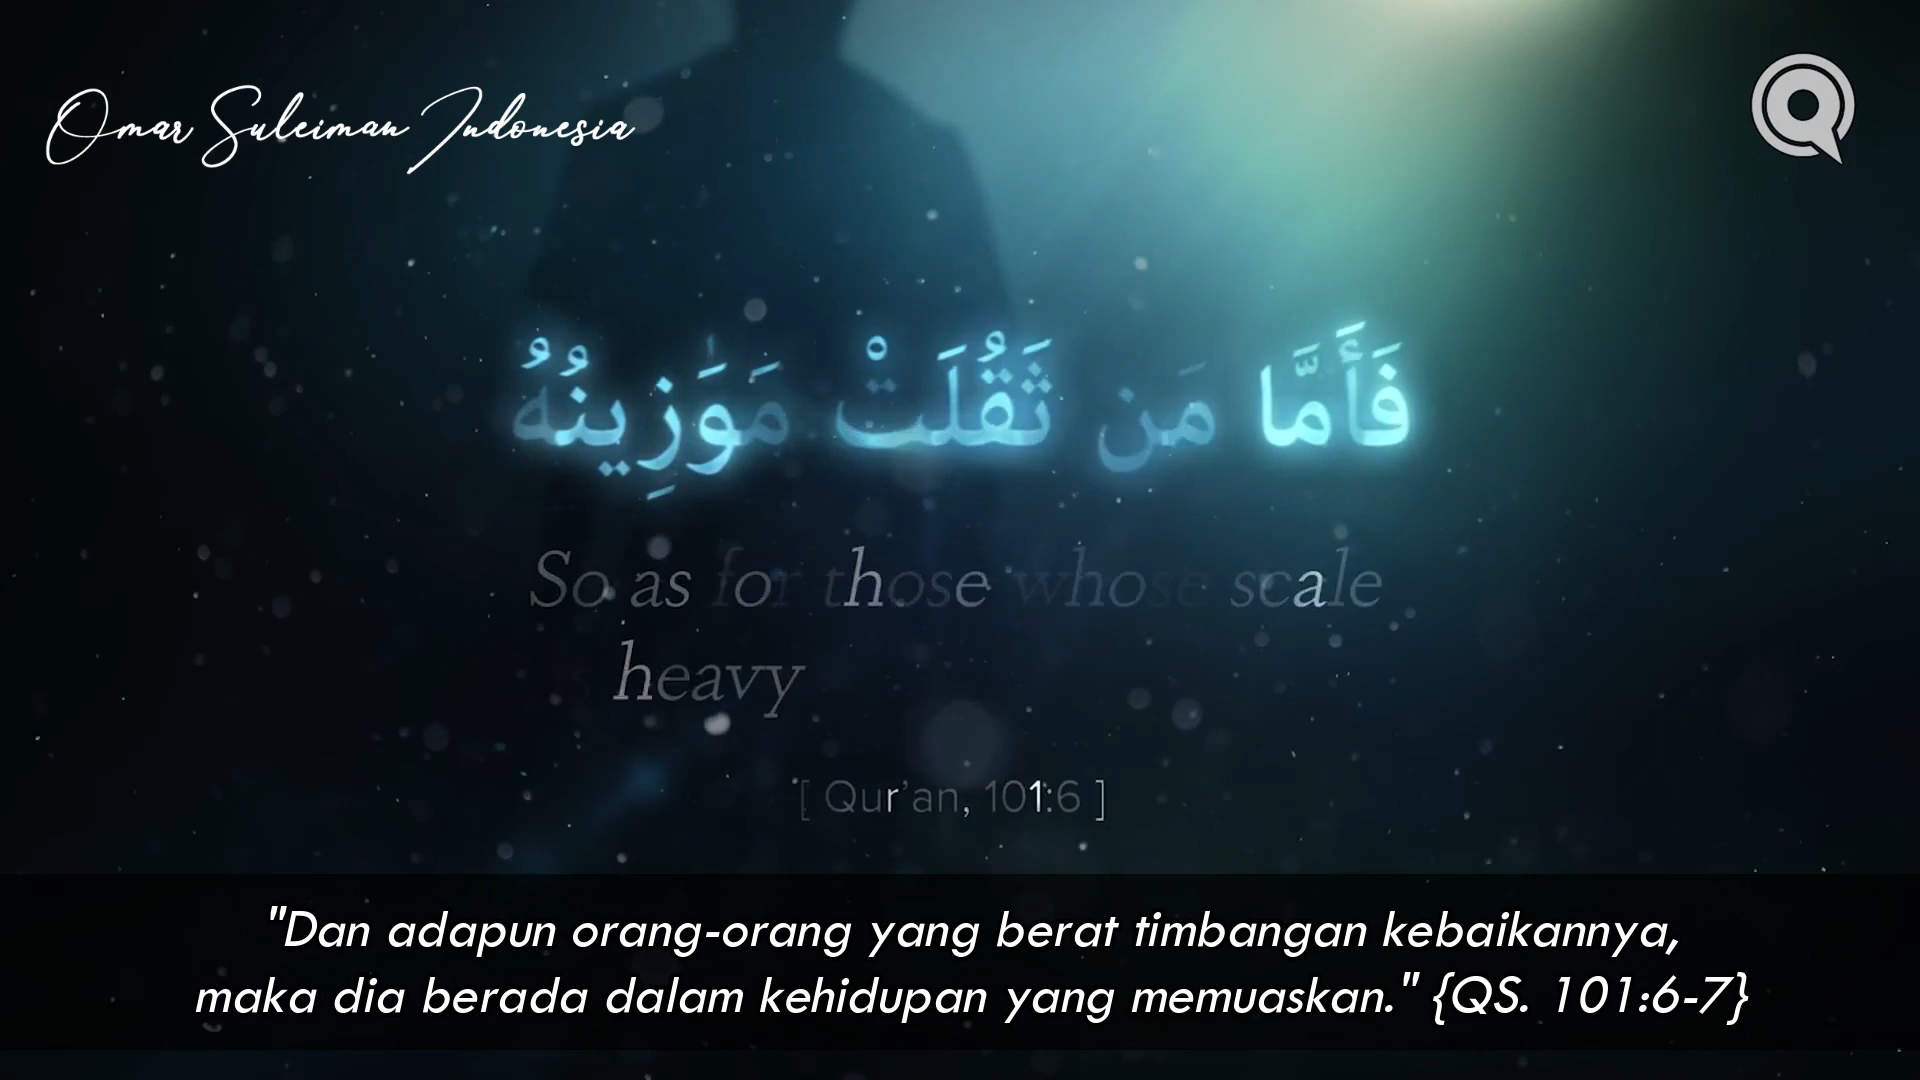 Omar Suleiman Indonesia
فَأَمَّا مَن ثَقُلَتْ مَوَٰزِينُهُ
So as for those whose scale
is heavy
[ Qur'an, 101:6 ]
"Dan adapun orang-orang yang berat timbangan kebaikannya,
maka dia berada dalam kehidupan yang memuaskan." {QS. 101:6-7}